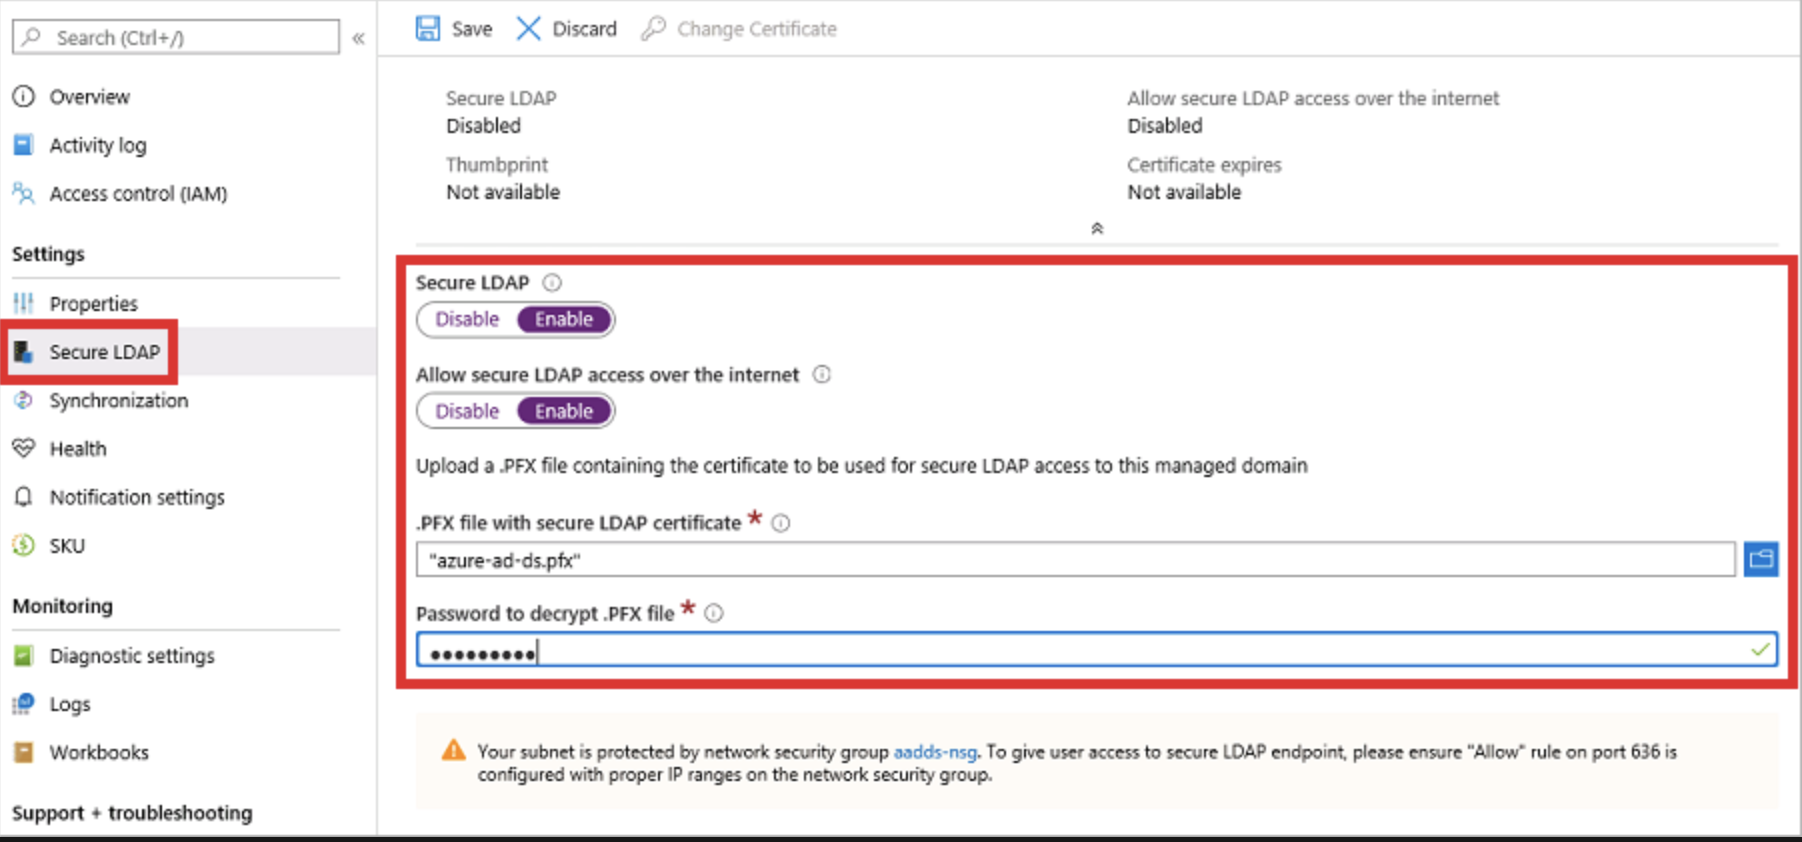 Search (Ctrl+/)
«
Overview
Activity log
Access control (IAM)
Settings
Properties
Secure LDAP
Synchronization
Health
Notification settings
SKU
Monitoring
Diagnostic settings
Logs
Workbooks
Support + troubleshooting
Save Discard Change Certificate
Secure LDAP
Disabled
Thumbprint
Not available
Allow secure LDAP access over the internet
Disabled
Certificate expires
Not available
Secure LDAP
Disable Enable
Allow secure LDAP access over the internet
Disable Enable
Upload a .PFX file containing the certificate to be used for secure LDAP access to this managed domain
.PFX file with secure LDAP certificate *
"azure-ad-ds.pfx"
Password to decrypt .PFX file *
•••••••••
Your subnet is protected by network security group aadds-nsg. To give user access to secure LDAP endpoint, please ensure "Allow" rule on port 636 is
configured with proper IP ranges on the network security group.